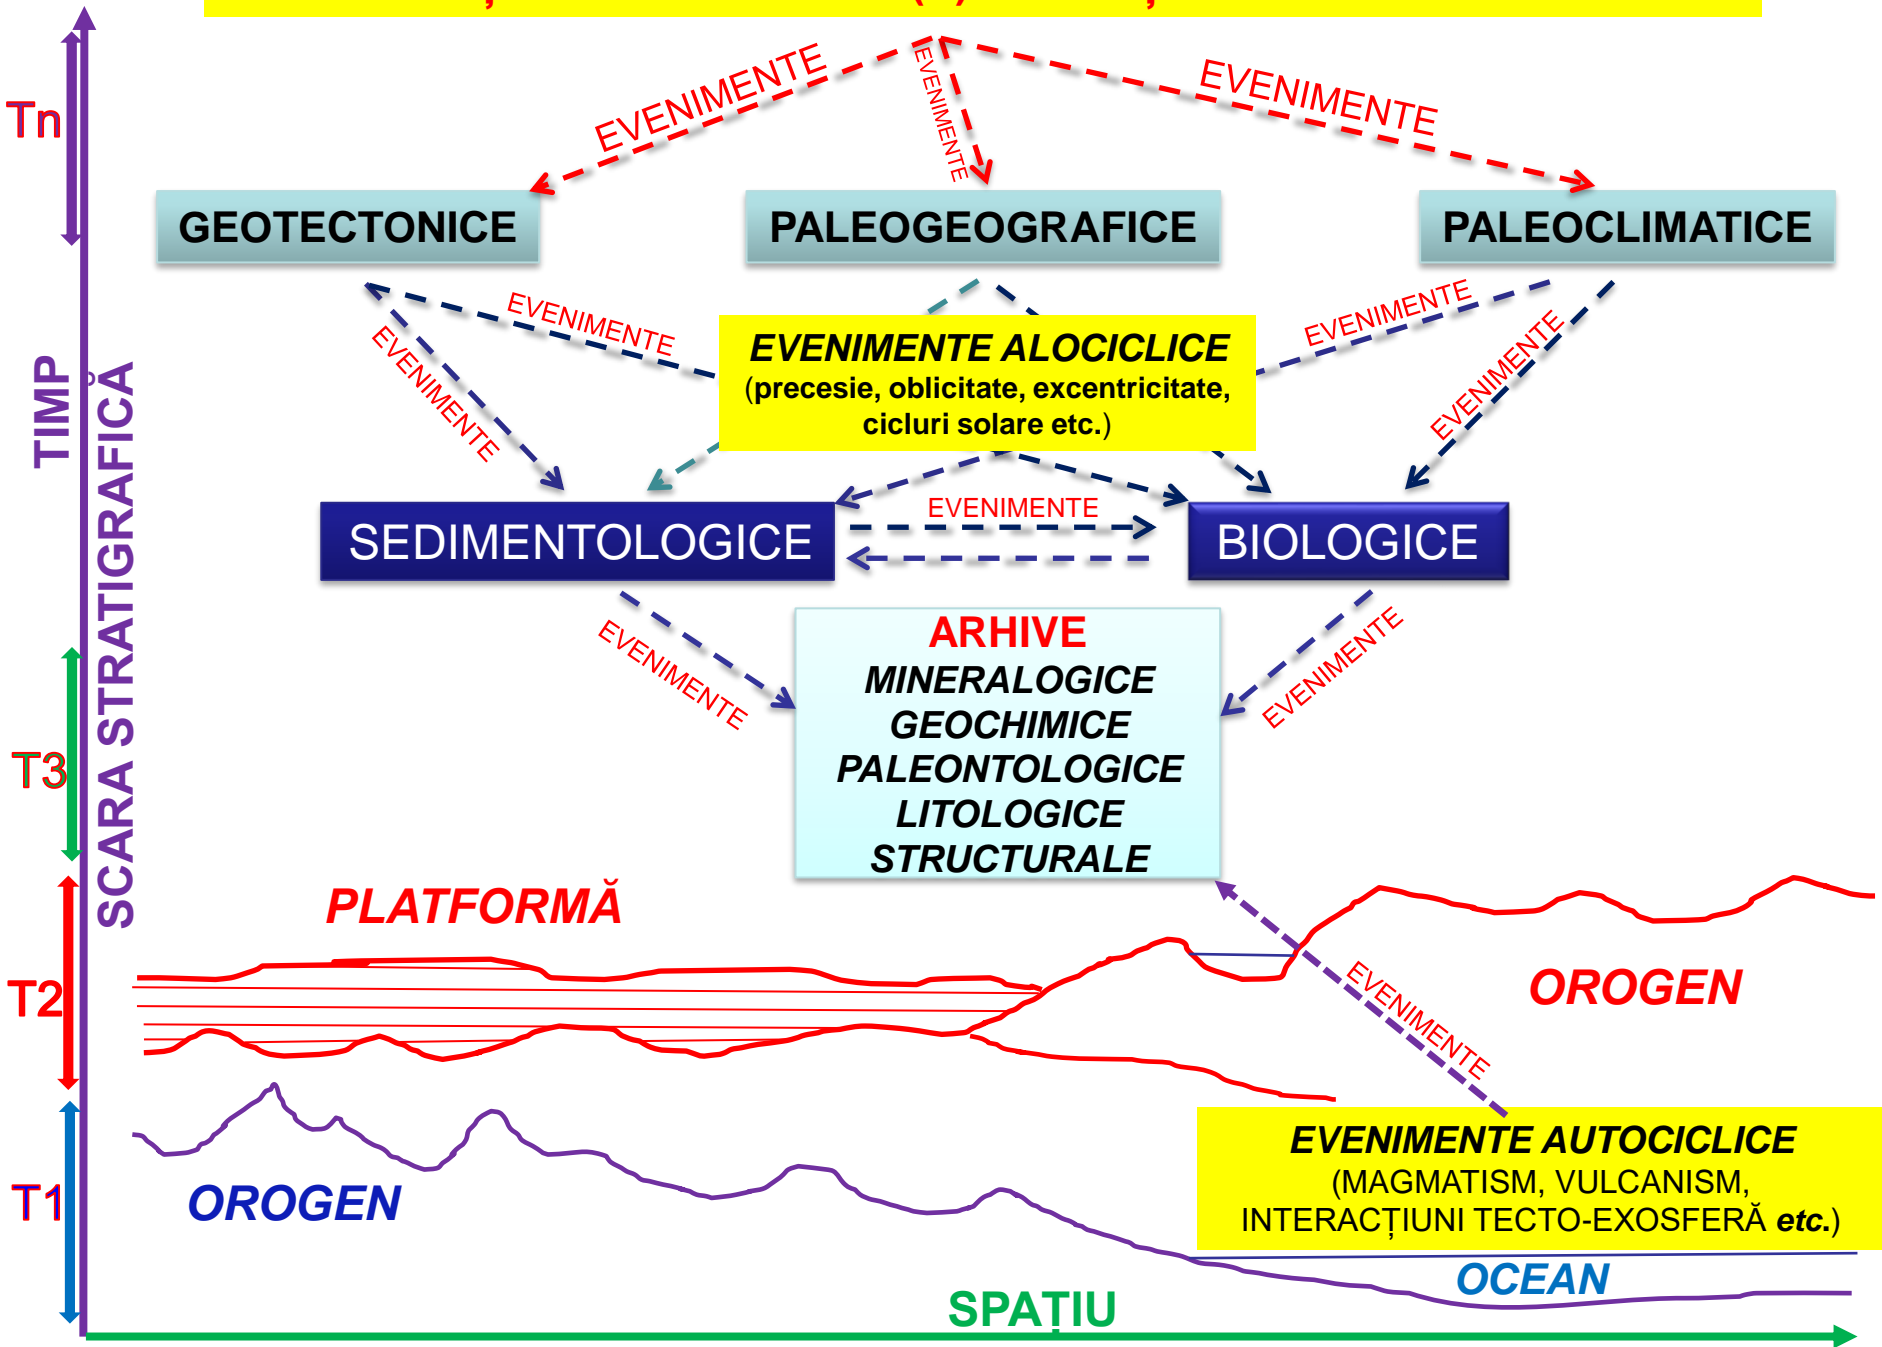 EVENIMENTE
EVENIMENTE
EVENIMENTE
Tn
GEOTECTONICE
PALEOGEOGRAFICE
PALEOCLIMATICE
EVENIMENTE
EVENIMENTE
EVENIMENTE
EVENIMENTE
EVENIMENTE ALOCICLICE
(precesie, oblicitate, excentricitate,
cicluri solare etc.)
TIMP
SCARA STRATIGRAFICĂ
SEDIMENTOLOGICE
EVENIMENTE
BIOLOGICE
EVENIMENTE
EVENIMENTE
ARHIVE
MINERALOGICE
GEOCHIMICE
PALEONTOLOGICE
LITOLOGICE
STRUCTURALE
T3
PLATFORMĂ
T2
OROGEN
EVENIMENTE
T1
OROGEN
EVENIMENTE AUTOCICLICE
(MAGMATISM, VULCANISM,
INTERACȚIUNI TECTO-EXOSFERĂ etc.)
OCEAN
SPAȚIU